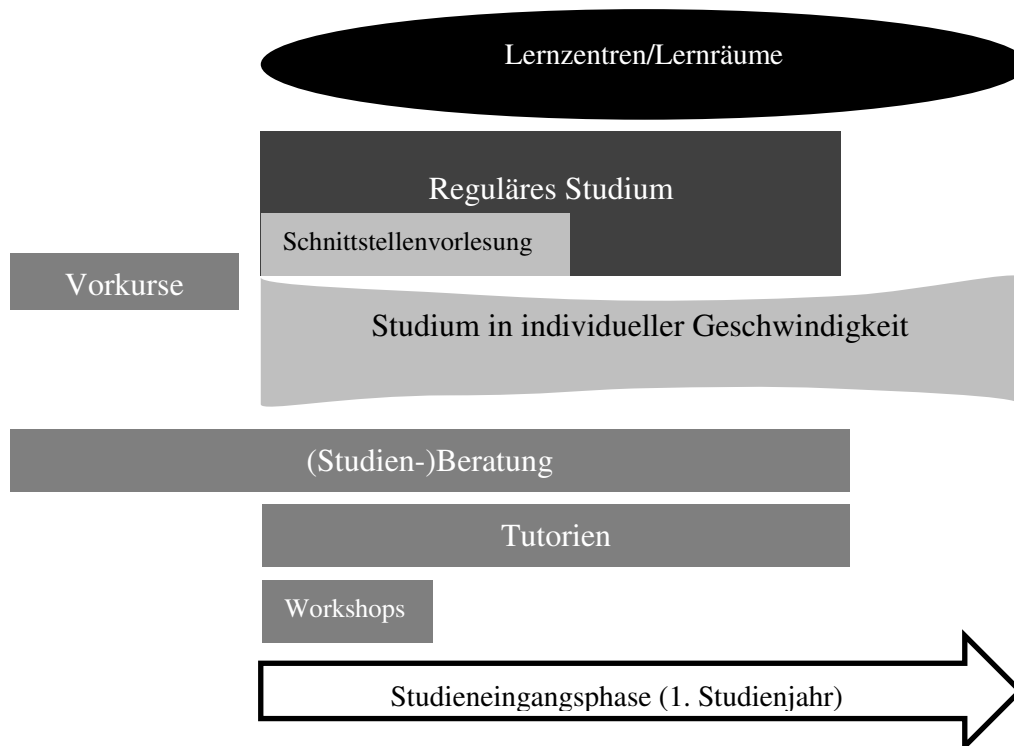 Lernzentren/Lernräume
Reguläres Studium
Schnittstellenvorlesung
Vorkurse
Studium in individueller Geschwindigkeit
(Studien-)Beratung
Tutorien
Workshops
Studieneingangsphase (1. Studienjahr)